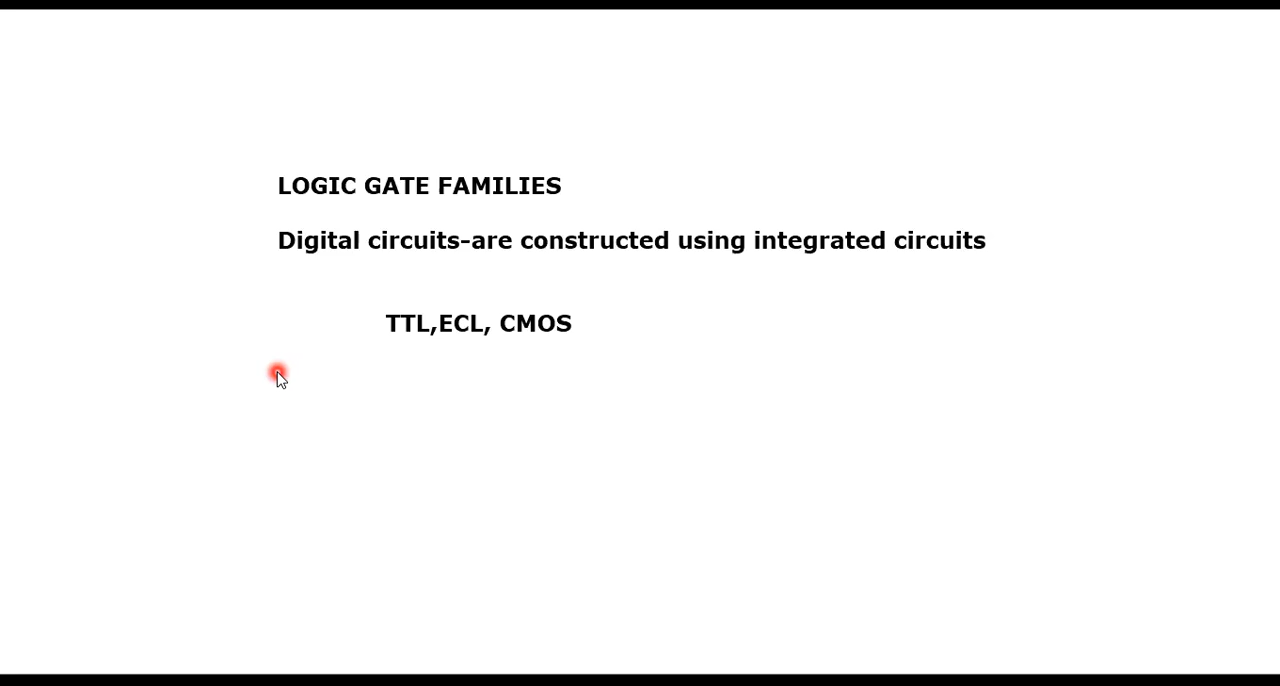 LOGIC GATE FAMILIES
Digital circuits-are constructed using integrated circuits
TTL,ECL, CMOS